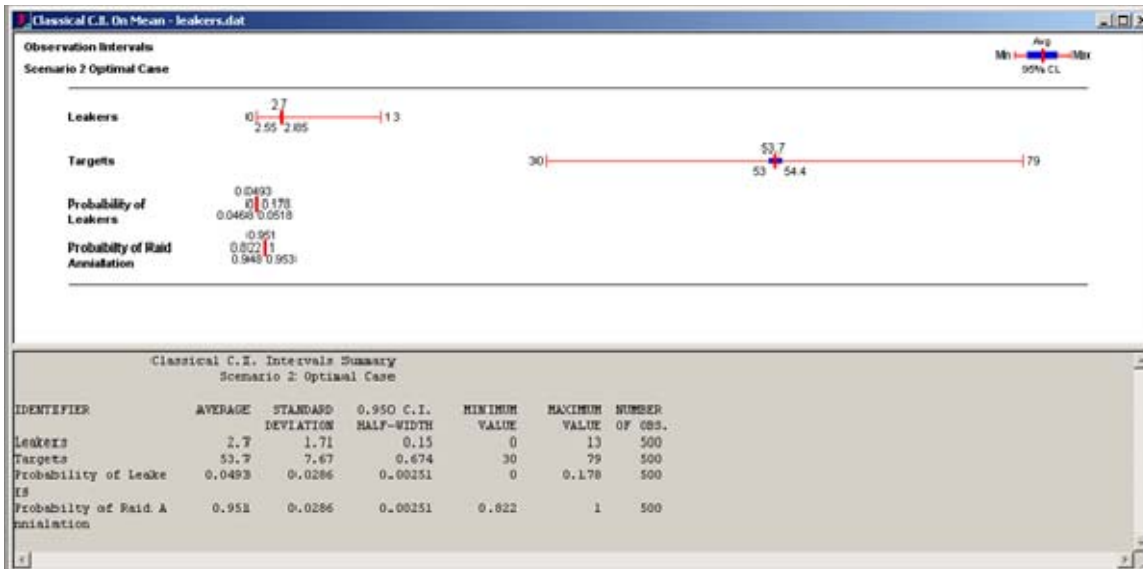 Classical C.I. On Mean - leakers.dat
Observation Intervals
Scenario 2 Optimal Case
Avg
Min Max
95% CL
Leakers
2.7
0 13
2.55 2.85
Targets
53.7
30 79
53 54.4
Probability of
Leakers
0.0493
0 0.178
0.0468 0.0518
Probabilty of Raid
Annialation
0.951
0.822 1
0.948 0.953
Classical C.I. Intervals Summary
Scenario 2 Optimal Case
IDENTIFIER AVERAGE STANDARD 0.950 C.I. MINIMUM MAXIMUM NUMBER
DEVIATION HALF-WIDTH VALUE VALUE OF OBS.
Leakers 2.7 1.71 0.15 0 13 500
Targets 53.7 7.67 0.674 30 79 500
Probability of Leake 0.0493 0.0286 0.00251 0 0.178 500
rs
Probabilty of Raid A 0.951 0.0286 0.00251 0.822 1 500
nnialation